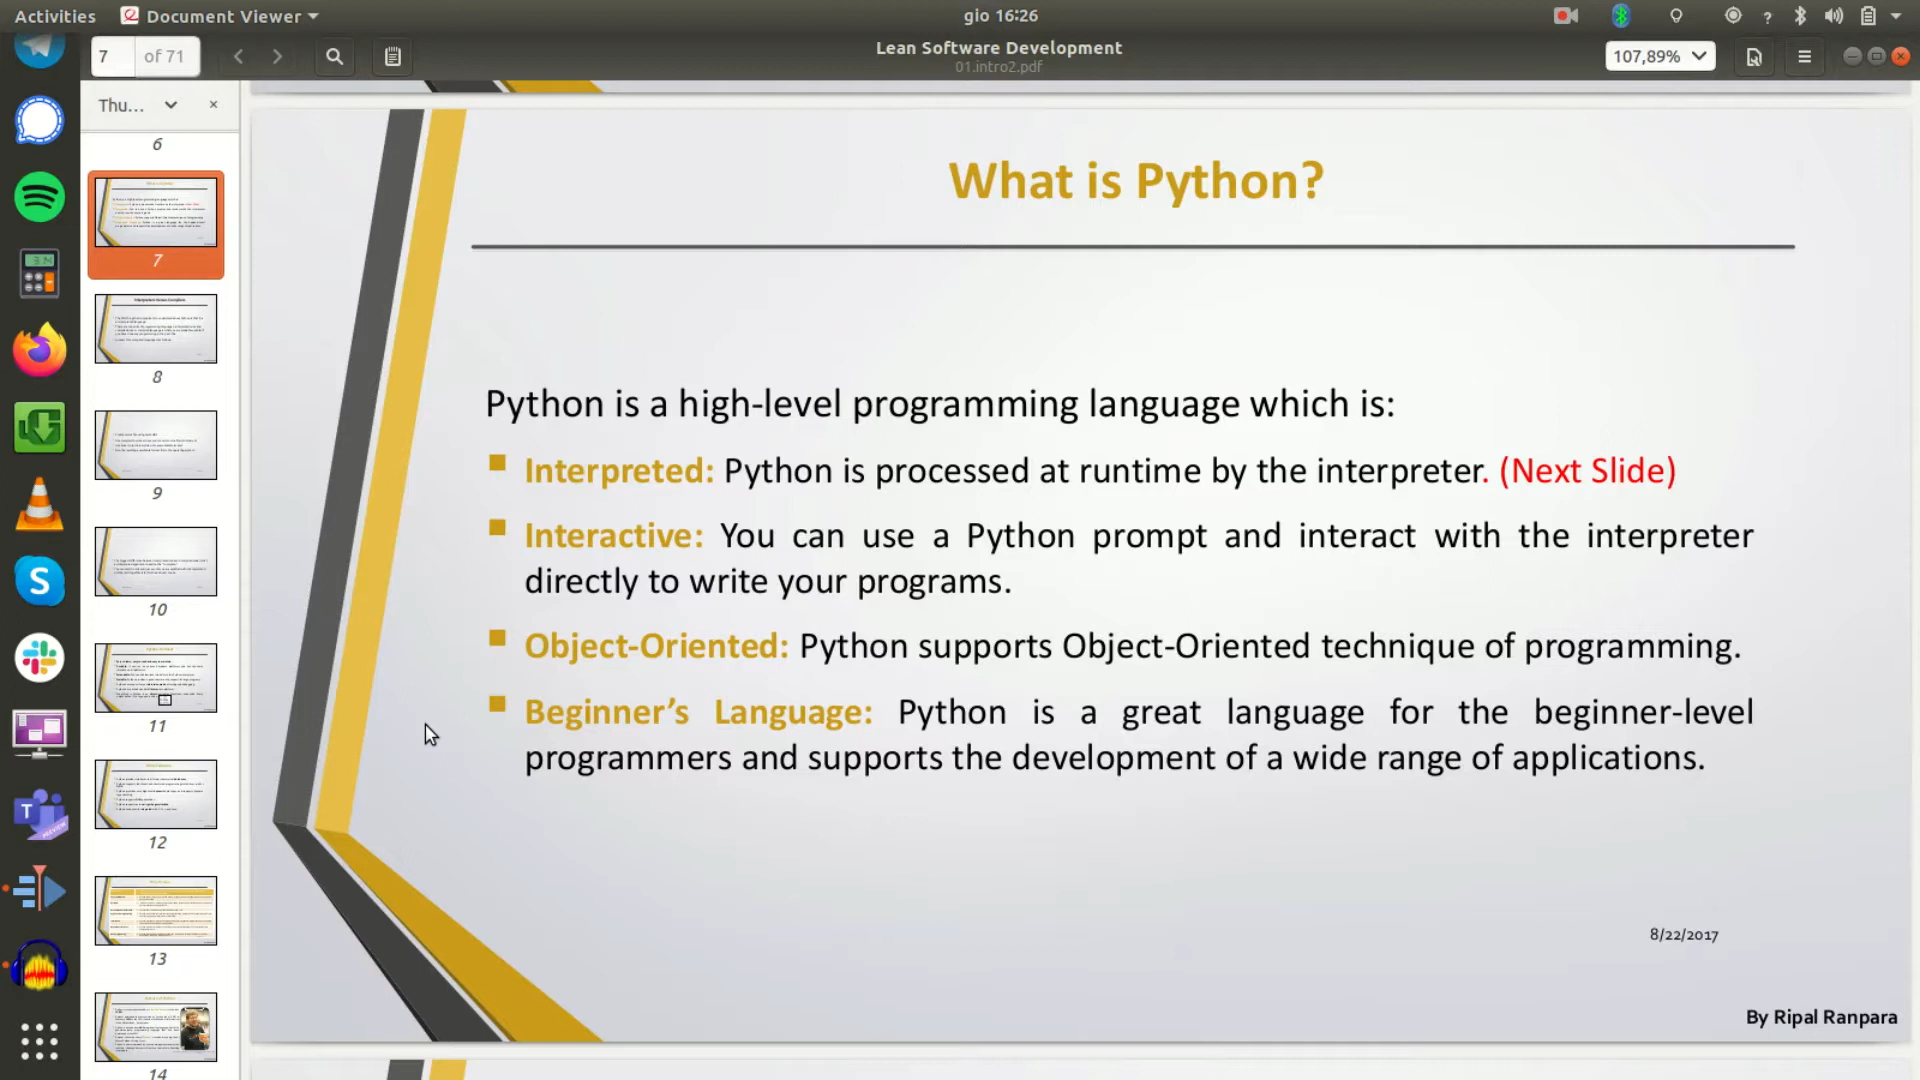 Activities
Document Viewer
gio 16:26
7
of 71
Lean Software Development
01.intro2.pdf
107,89%
Thu...
6
7
8
9
10
11
12
13
14
What is Python?
Python is a high-level programming language which is:
Interpreted: Python is processed at runtime by the interpreter. (Next Slide)
Interactive: You can use a Python prompt and interact with the interpreter
directly to write your programs.
Object-Oriented: Python supports Object-Oriented technique of programming.
Beginner’s Language: Python is a great language for the beginner-level
programmers and supports the development of a wide range of applications.
8/22/2017
By Ripal Ranpara